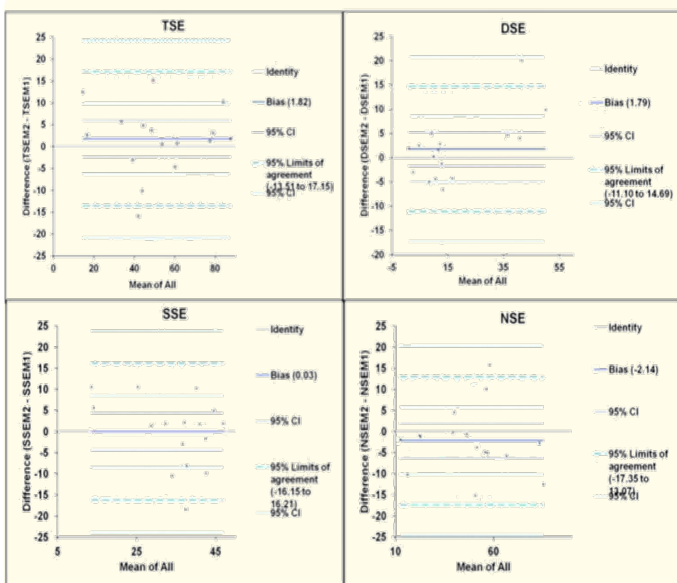 TSE
Difference (TSEM2 - TSEM1)
25
20
15
10
5
0
-5
-10
-15
-20
-25
0
20
40
60
80
Mean of All
Identity
Bias (1.82)
95% CI
95% Limits of
agreement
(-13.51 to 17.15)
95% CI
DSE
Difference (DSEM2 - DSEM1)
25
20
15
10
5
0
-5
-10
-15
-20
-5
15
35
55
Mean of All
Identity
Bias (1.79)
95% CI
95% Limits of
agreement
(-11.10 to 14.69)
95% CI
SSE
Difference (SSEM2 - SSEM1)
25
20
15
10
5
0
-5
-10
-15
-20
-25
5
25
45
Mean of All
Identity
Bias (0.03)
95% CI
95% Limits of
agreement
(-16.15 to
16.21)
95% CI
NSE
Difference (NSEM2 - NSEM1)
25
20
15
10
5
0
-5
-10
-15
-20
-25
10
60
Mean of All
Identity
Bias (-2.14)
95% CI
95% Limits of
agreement
(-17.35 to
13.07)
95% CI